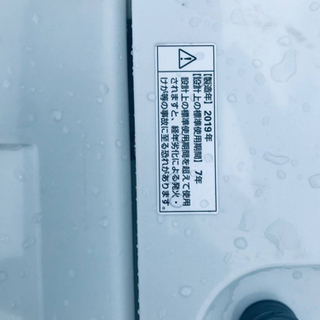 【製造年】2019年
【設計上の標準使用期間】7年
設計上の標準使用期間を超えて使用
されますと、経年劣化による発火・
けが等の事故に至る恐れがあります。